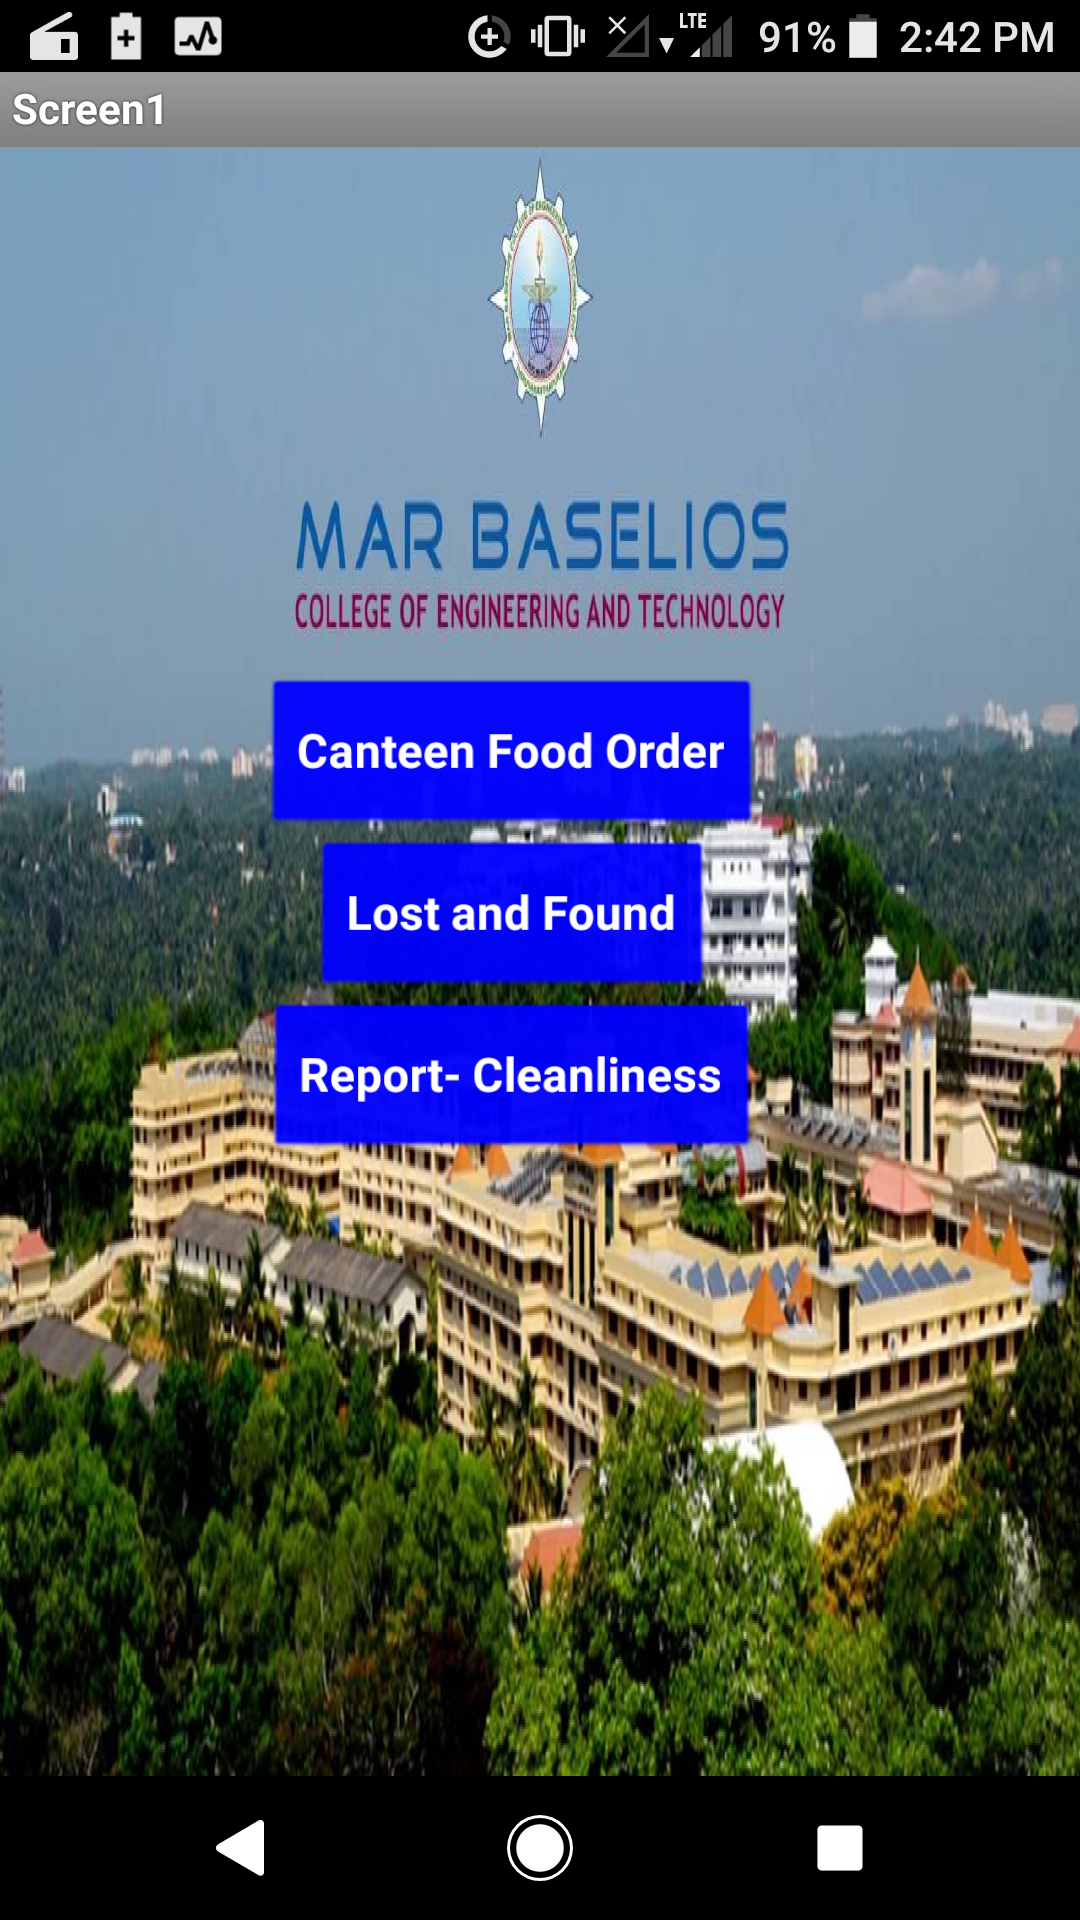 LTE
91% 2:42 PM
Screen1
MAR BASELIOS
COLLEGE OF ENGINEERING AND TECHNOLOGY
Canteen Food Order
Lost and Found
Report- Cleanliness